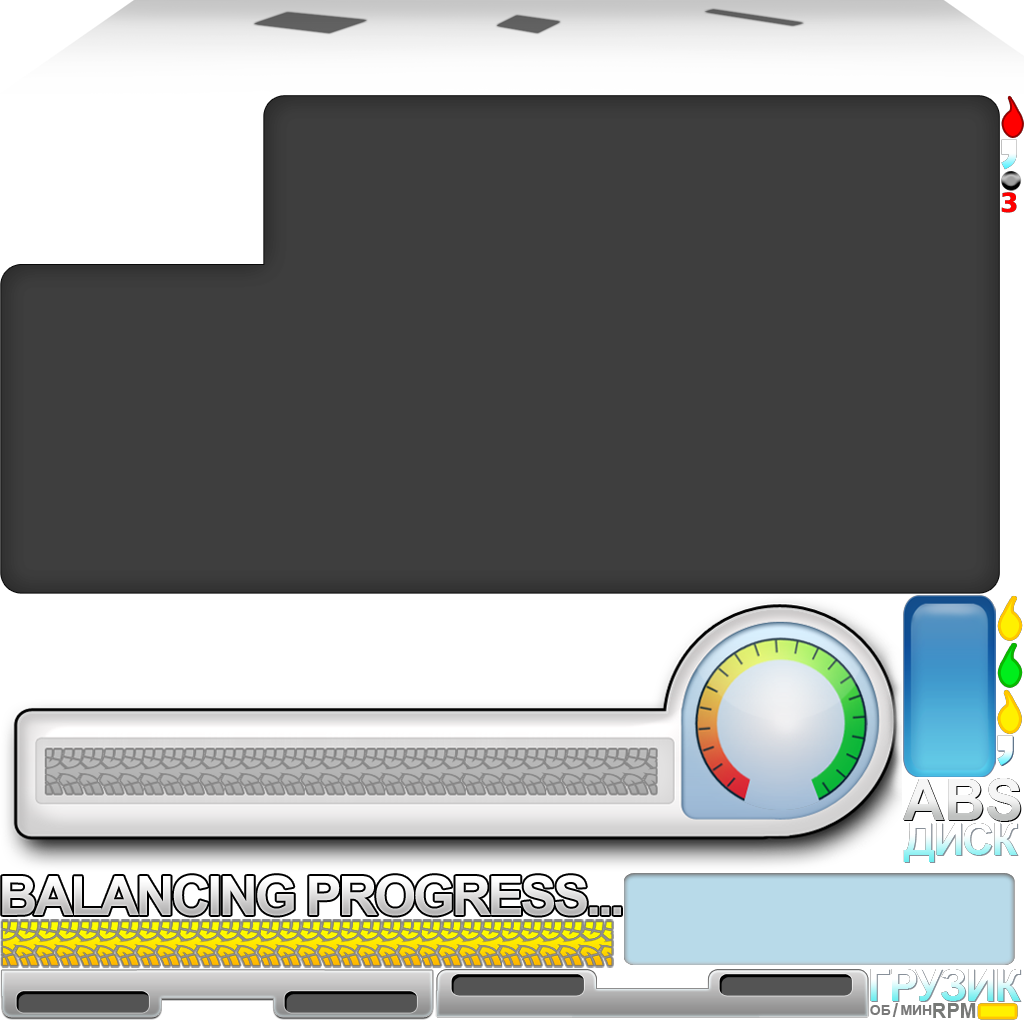 3
ABS
ДИСК
BALANCING PROGRESS...
ГРУЗИК
ОБ/МИН RPM